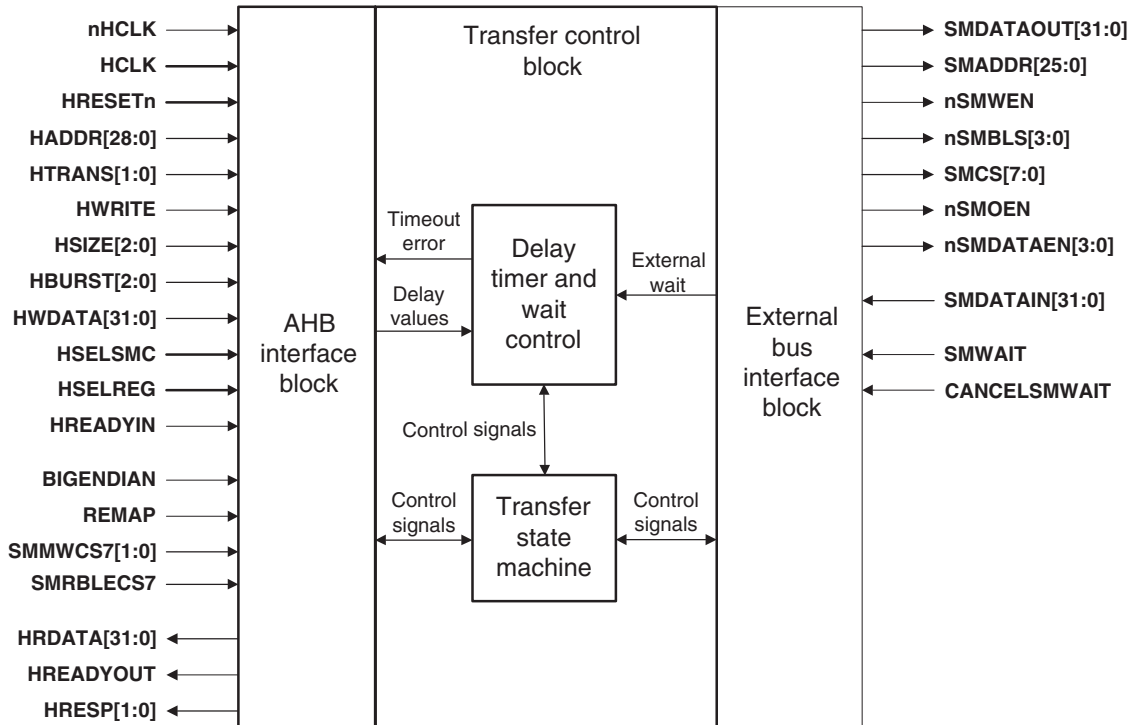 nHCLK
HCLK
HRESETn
HADDR[28:0]
HTRANS[1:0]
HWRITE
HSIZE[2:0]
HBURST[2:0]
HWDATA[31:0]
HSELSMC
HSELREG
HREADYIN
BIGENDIAN
REMAP
SMMWCS7[1:0]
SMRBLECS7
HRDATA[31:0]
HREADYOUT
HRESP[1:0]
AHB
interface
block
Transfer control
block
Timeout
error
Delay
values
Delay
timer and
wait
control
External
wait
Control signals
Control
signals
Transfer
state
machine
Control
signals
External
bus
interface
block
SMDATAOUT[31:0]
SMADDR[25:0]
nSMWEN
nSMBLS[3:0]
SMCS[7:0]
nSMOEN
nSMDATAEN[3:0]
SMDATAIN[31:0]
SMWAIT
CANCELSMWAIT